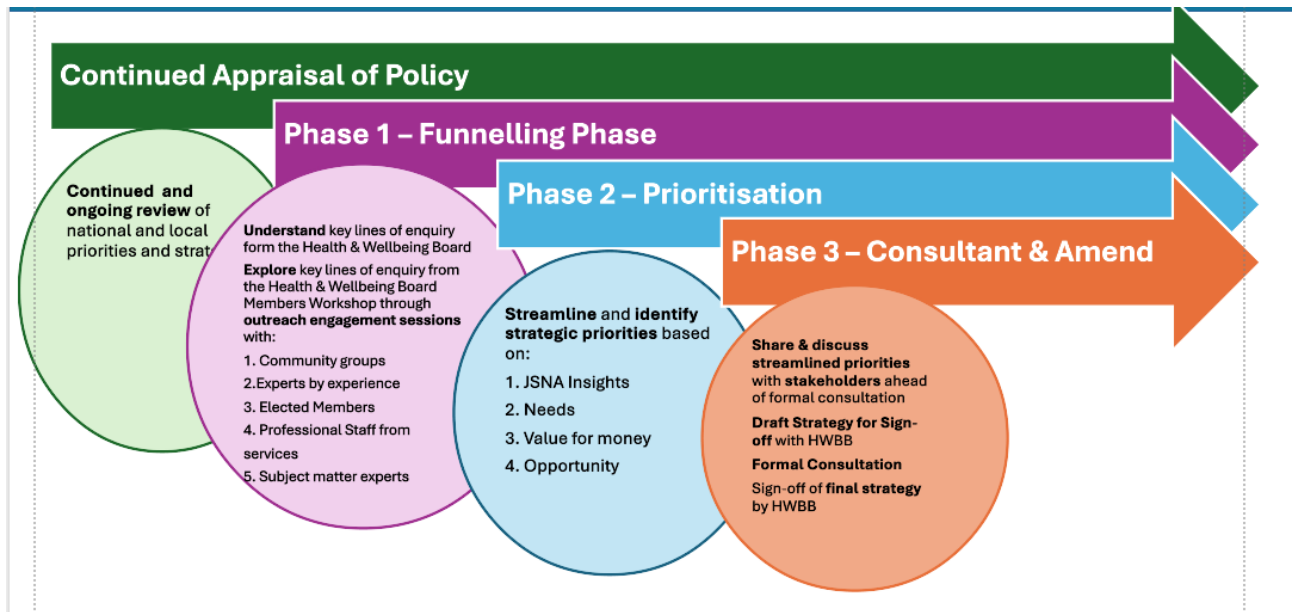 Continued Appraisal of Policy
Phase 1 – Funnelling Phase
Phase 2 – Prioritisation
Phase 3 – Consultant & Amend
Continued and
ongoing review of
national and local
priorities and strat
Understand key lines of enquiry
form the Health & Wellbeing Board
Explore key lines of enquiry from
the Health & Wellbeing Board
Members Workshop through
outreach engagement sessions
with:
1. Community groups
2.Experts by experience
3. Elected Members
4. Professional Staff from
services
5. Subject matter experts
Streamline and identify
strategic priorities based
on:
1. JSNA Insights
2. Needs
3. Value for money
4. Opportunity
Share & discuss
streamlined priorities
with stakeholders ahead
of formal consultation
Draft Strategy for Sign-
off with HWBB
Formal Consultation
Sign-off of final strategy
by HWBB